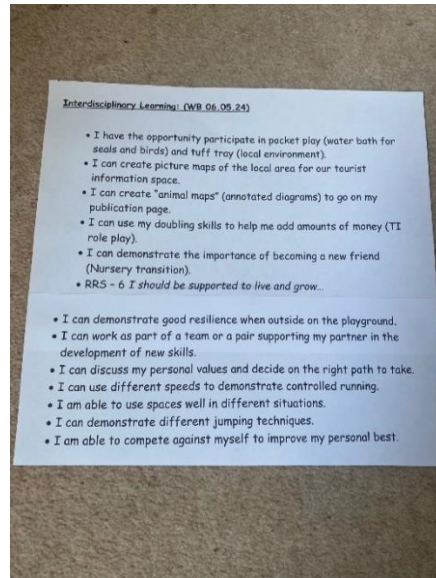 Interdisciplinary Learning: (WB 06.05.24)
• I have the opportunity participate in pocket play (water bath for
seals and birds) and tuff tray (local environment).
• I can create picture maps of the local area for our tourist
information space.
• I can create "animal maps" (annotated diagrams) to go on my
publication page.
• I can use my doubling skills to help me add amounts of money (TI
role play).
• I can demonstrate the importance of becoming a new friend
(Nursery transition).
• RRS - 6 I should be supported to live and grow...
• I can demonstrate good resilience when outside on the playground.
• I can work as part of a team or a pair supporting my partner in the
development of new skills.
• I can discuss my personal values and decide on the right path to take.
• I can use different speeds to demonstrate controlled running.
• I am able to use spaces well in different situations.
• I can demonstrate different jumping techniques.
• I am able to compete against myself to improve my personal best.